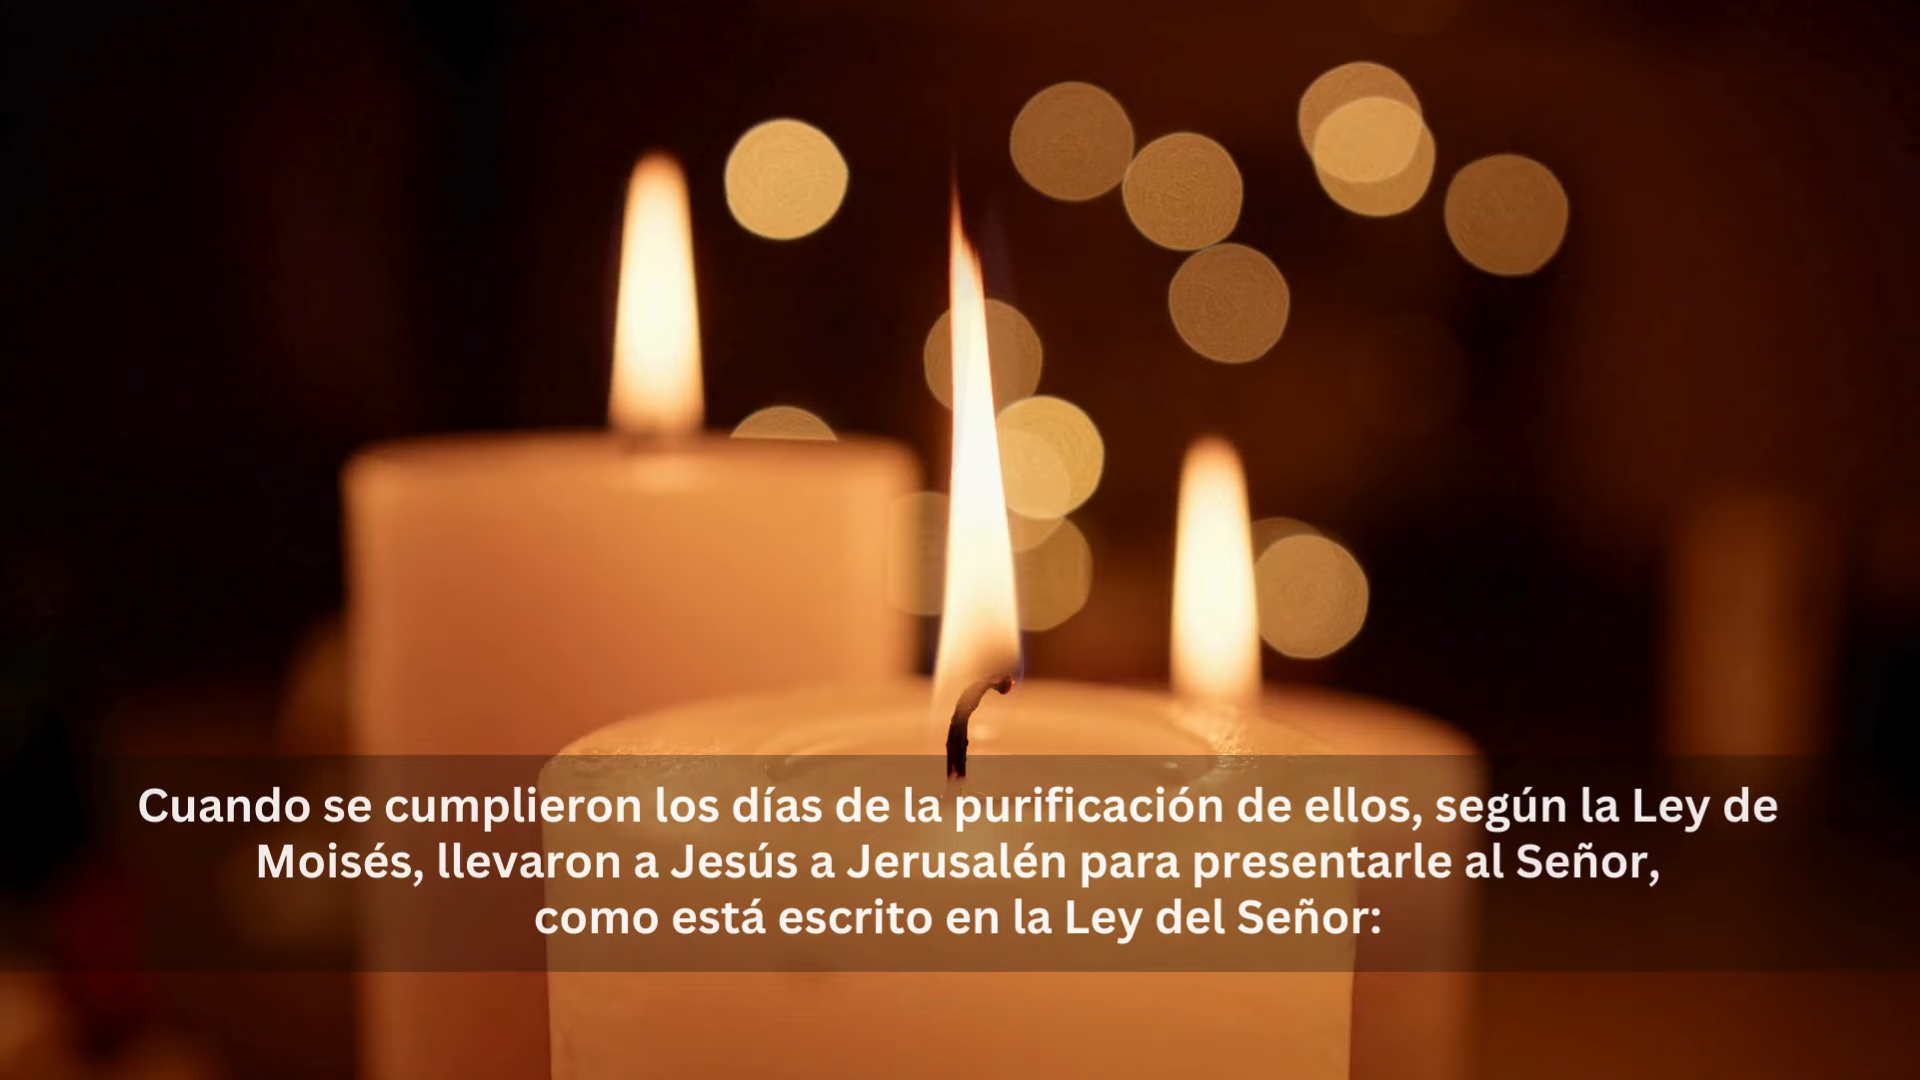 Cuando se cumplieron los días de la purificación de ellos, según la Ley de
Moisés, llevaron a Jesús a Jerusalén para presentarle al Señor,
como está escrito en la Ley del Señor: